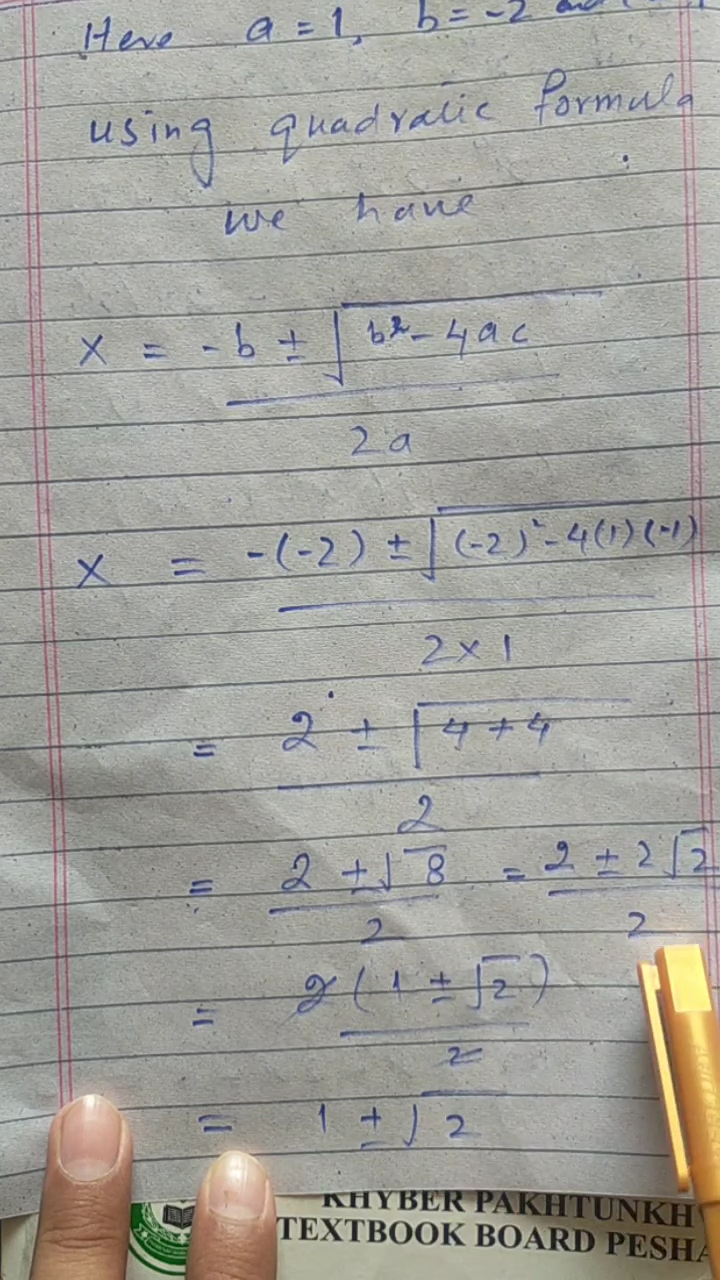 Here a = 1, b = -2
using quadratic formula
we have
x = -b ± √(b² - 4ac)
2a
x = -(-2) ± √((-2)² - 4(1)(-1))
2 × 1
= 2 ± √(4 + 4)
2
= 2 ± √8 = 2 ± 2√2
2 2
= 2(1 ± √2)
2
= 1 ± √2
KHYBER PAKHTUNKH
TEXTBOOK BOARD PESHA